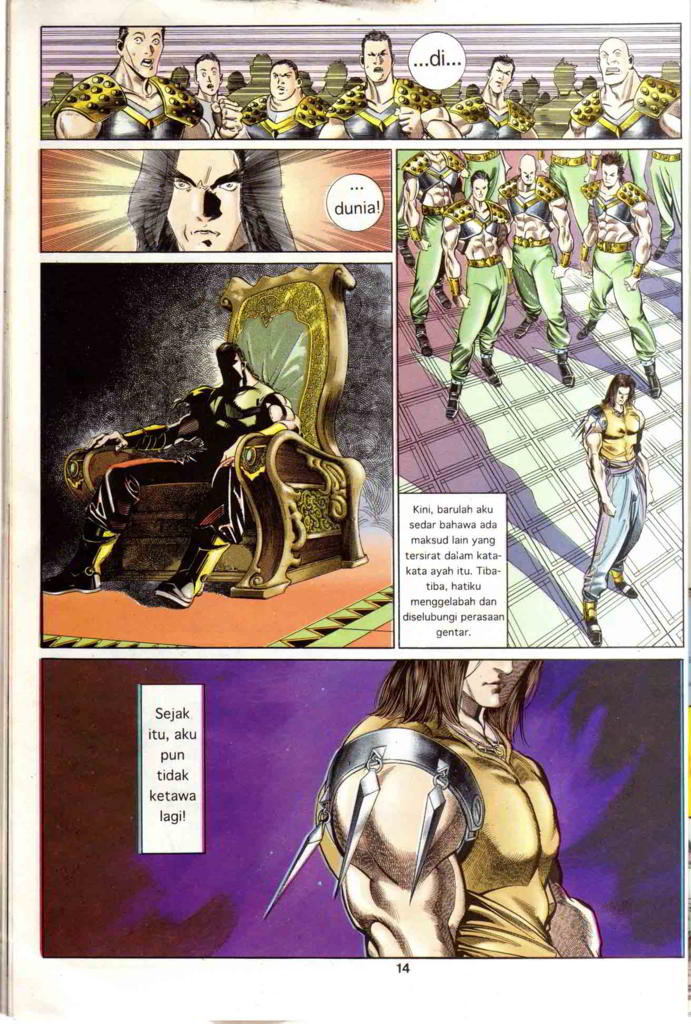 ...di...
...
dunia!
Kini, barulah aku
sedar bahawa ada
maksud lain yang
tersirat dalam kata-
kata ayah itu. Tiba-
tiba, hatiku
menggelabah dan
diselubungi perasaan
gentar.
Sejak
itu, aku
pun
tidak
ketawa
lagi!
14